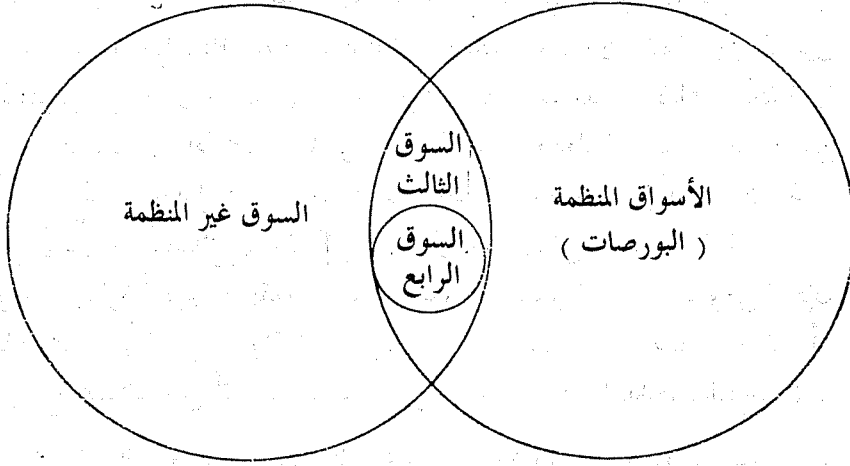 الأسواق المنظمة
( البورصات )
السوق
الثالث
السوق
الرابع
السوق غير المنظمة